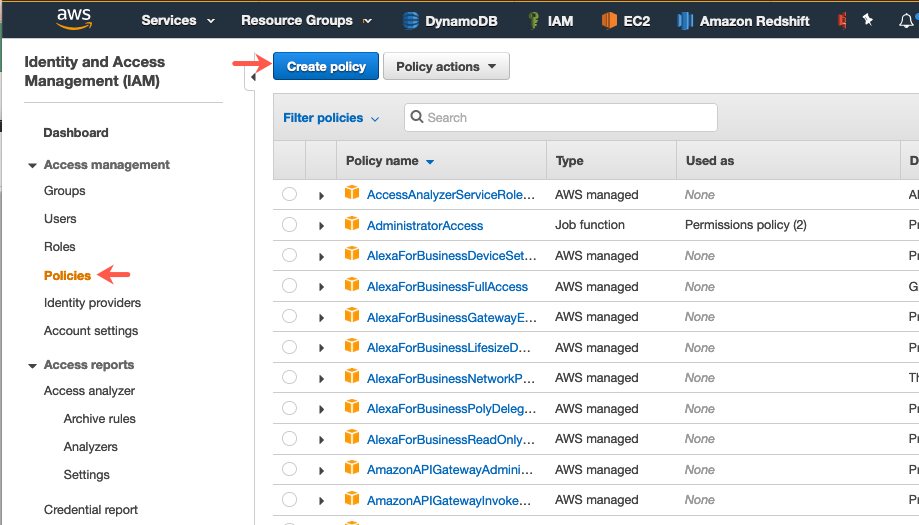 aws Services Resource Groups DynamoDB IAM EC2 Amazon Redshift
Identity and Access
Management (IAM)
Dashboard
Access management
Groups
Users
Roles
Policies
Identity providers
Account settings
Access reports
Access analyzer
Archive rules
Analyzers
Settings
Credential report
Create policy Policy actions
Filter policies Search
Policy name Type Used as D
AccessAnalyzerServiceRole... AWS managed None Al
AdministratorAccess Job function Permissions policy (2) Pr
AlexaForBusinessDeviceSet... AWS managed None Pr
AlexaForBusinessFullAccess AWS managed None G
AlexaForBusinessGatewayE... AWS managed None Pr
AlexaForBusinessLifesizeD... AWS managed None Pr
AlexaForBusinessNetworkP... AWS managed None Th
AlexaForBusinessPolyDeleg... AWS managed None Pr
AlexaForBusinessReadOnly... AWS managed None Pr
AmazonAPIGatewayAdmini... AWS managed None Pr
AmazonAPIGatewayInvoke... AWS managed None Pr